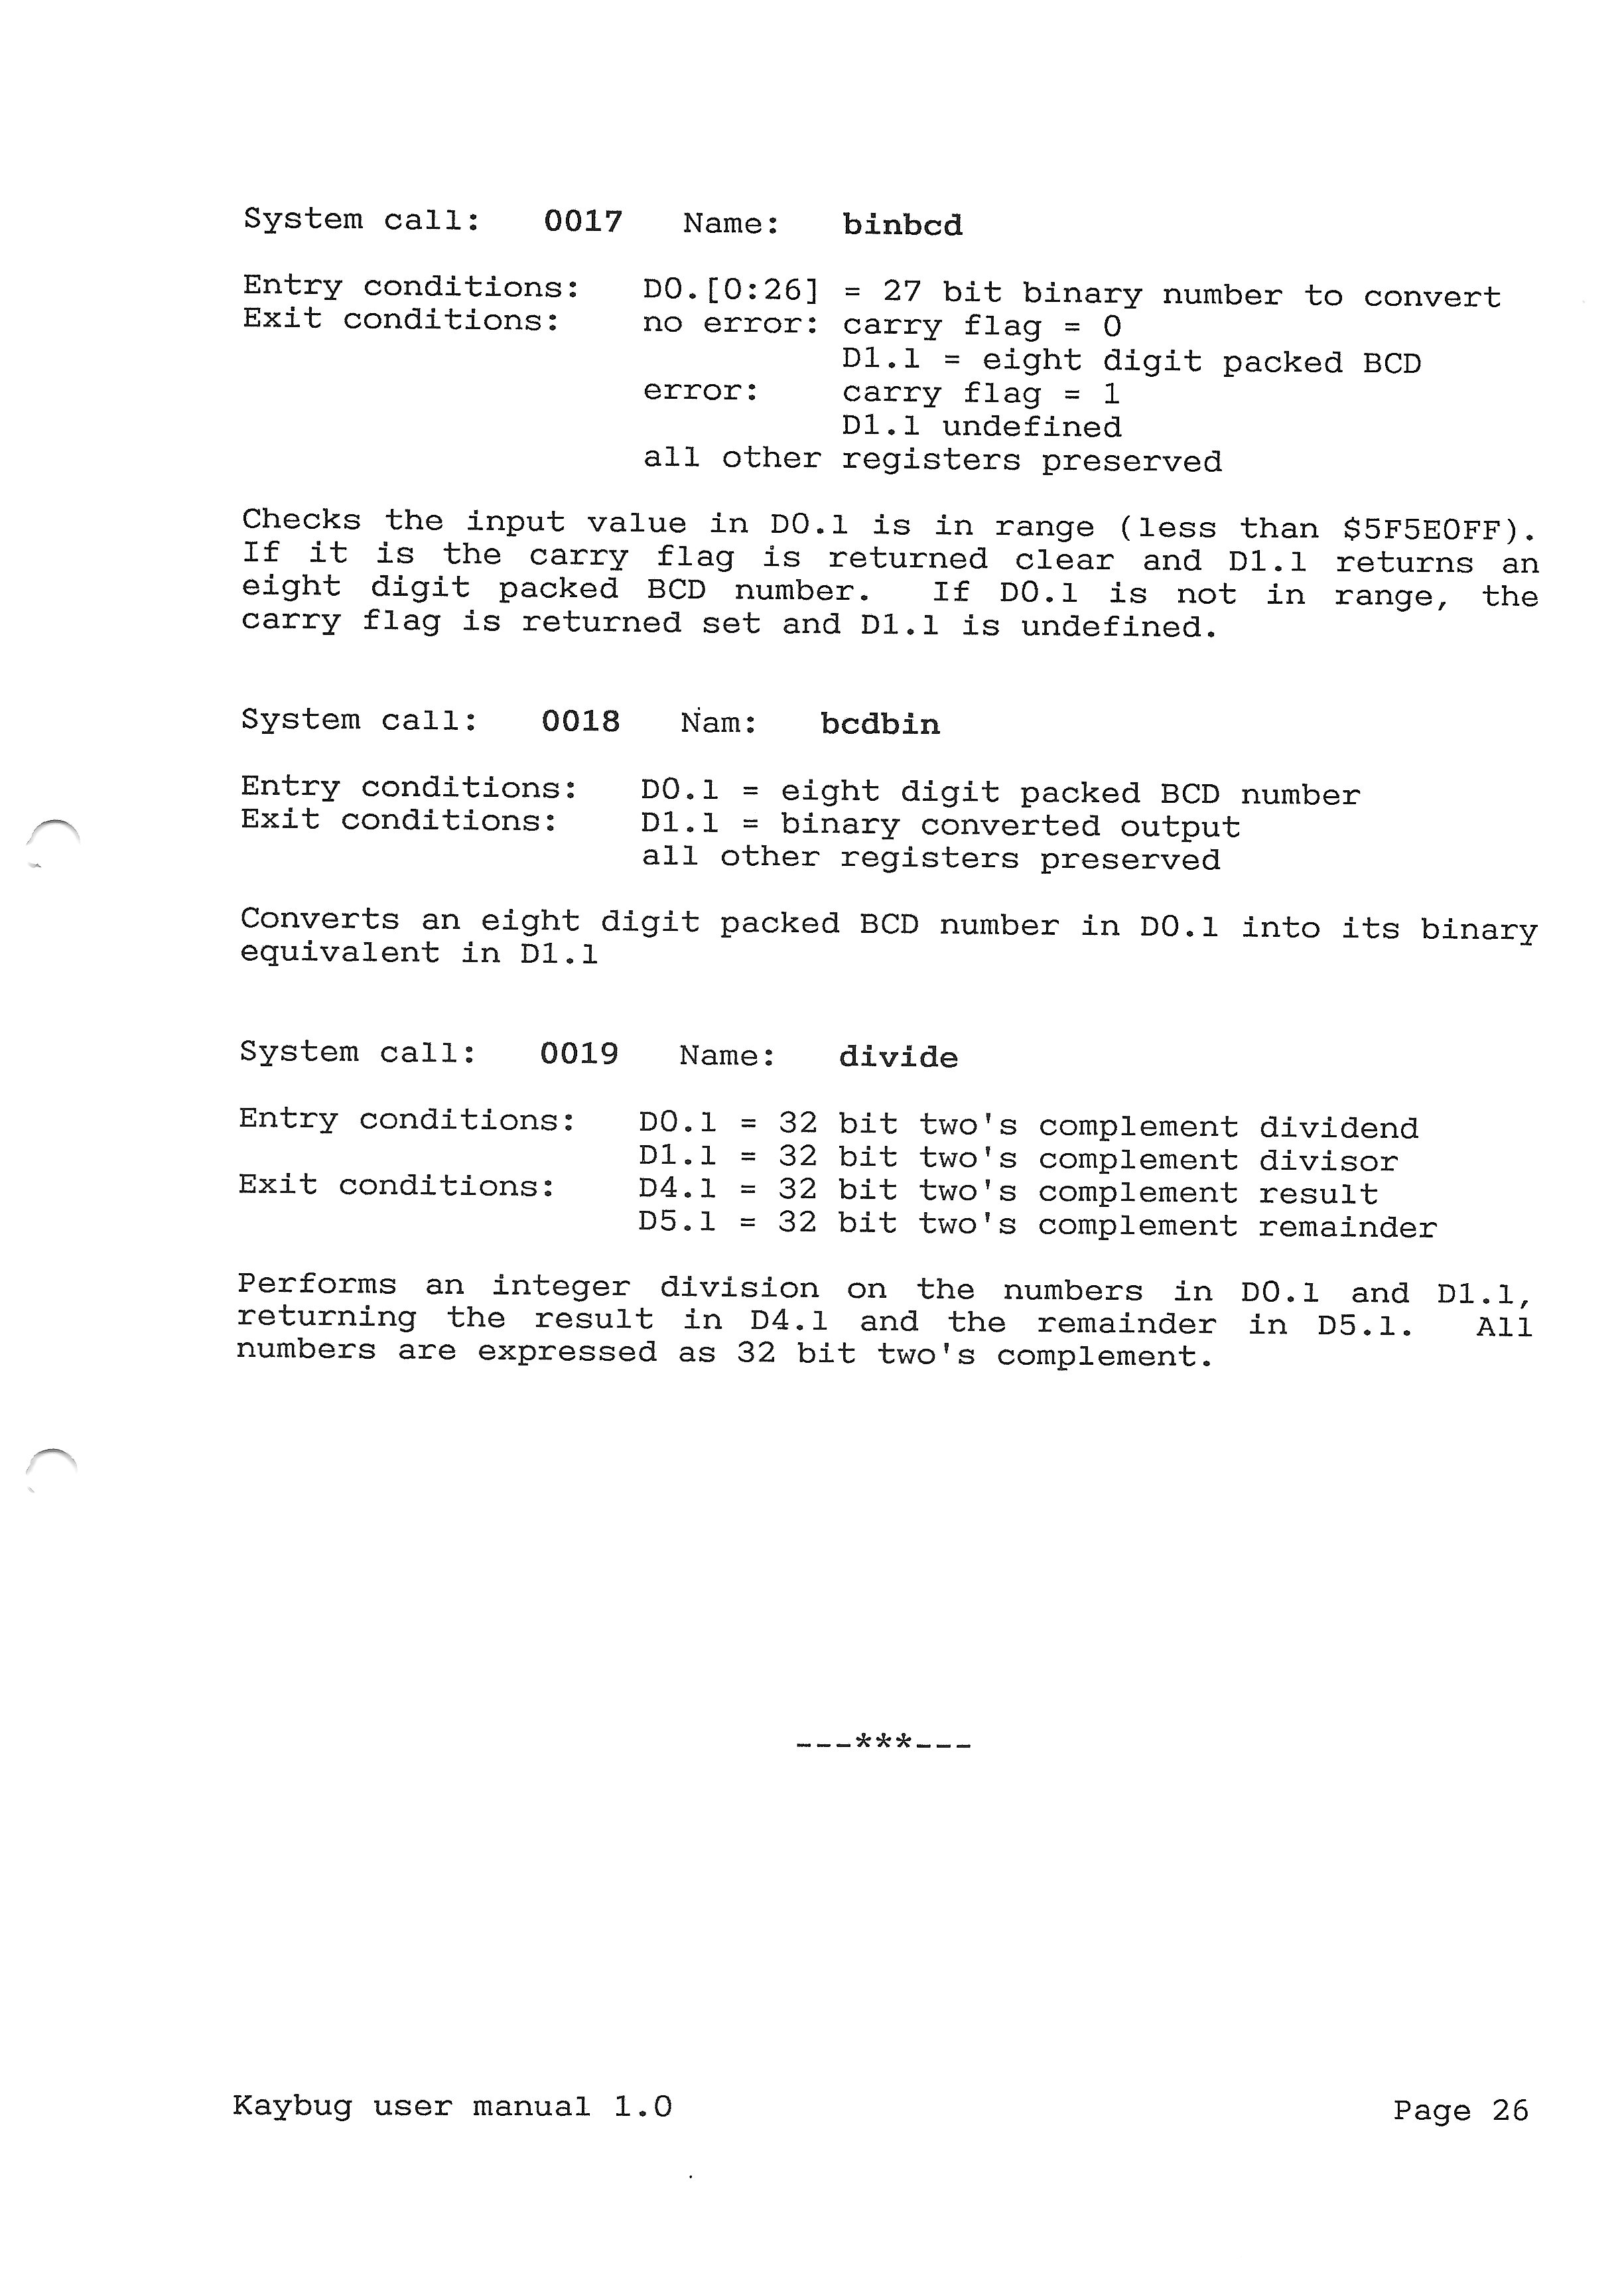 System call: 0017 Name: binbcd
Entry conditions: D0.[0:26] = 27 bit binary number to convert
Exit conditions: no error: carry flag = 0
D1.l = eight digit packed BCD
error: carry flag = 1
D1.l undefined
all other registers preserved
Checks the input value in D0.l is in range (less than $5F5E0FF).
If it is the carry flag is returned clear and D1.l returns an
eight digit packed BCD number. If D0.l is not in range, the
carry flag is returned set and D1.l is undefined.
System call: 0018 Nam: bcdbin
Entry conditions: D0.l = eight digit packed BCD number
Exit conditions: D1.l = binary converted output
all other registers preserved
Converts an eight digit packed BCD number in D0.l into its binary
equivalent in D1.l
System call: 0019 Name: divide
Entry conditions: D0.l = 32 bit two's complement dividend
D1.l = 32 bit two's complement divisor
Exit conditions: D4.l = 32 bit two's complement result
D5.l = 32 bit two's complement remainder
Performs an integer division on the numbers in D0.l and D1.l,
returning the result in D4.l and the remainder in D5.l. All
numbers are expressed as 32 bit two's complement.
---***---
Kaybug user manual 1.0 Page 26